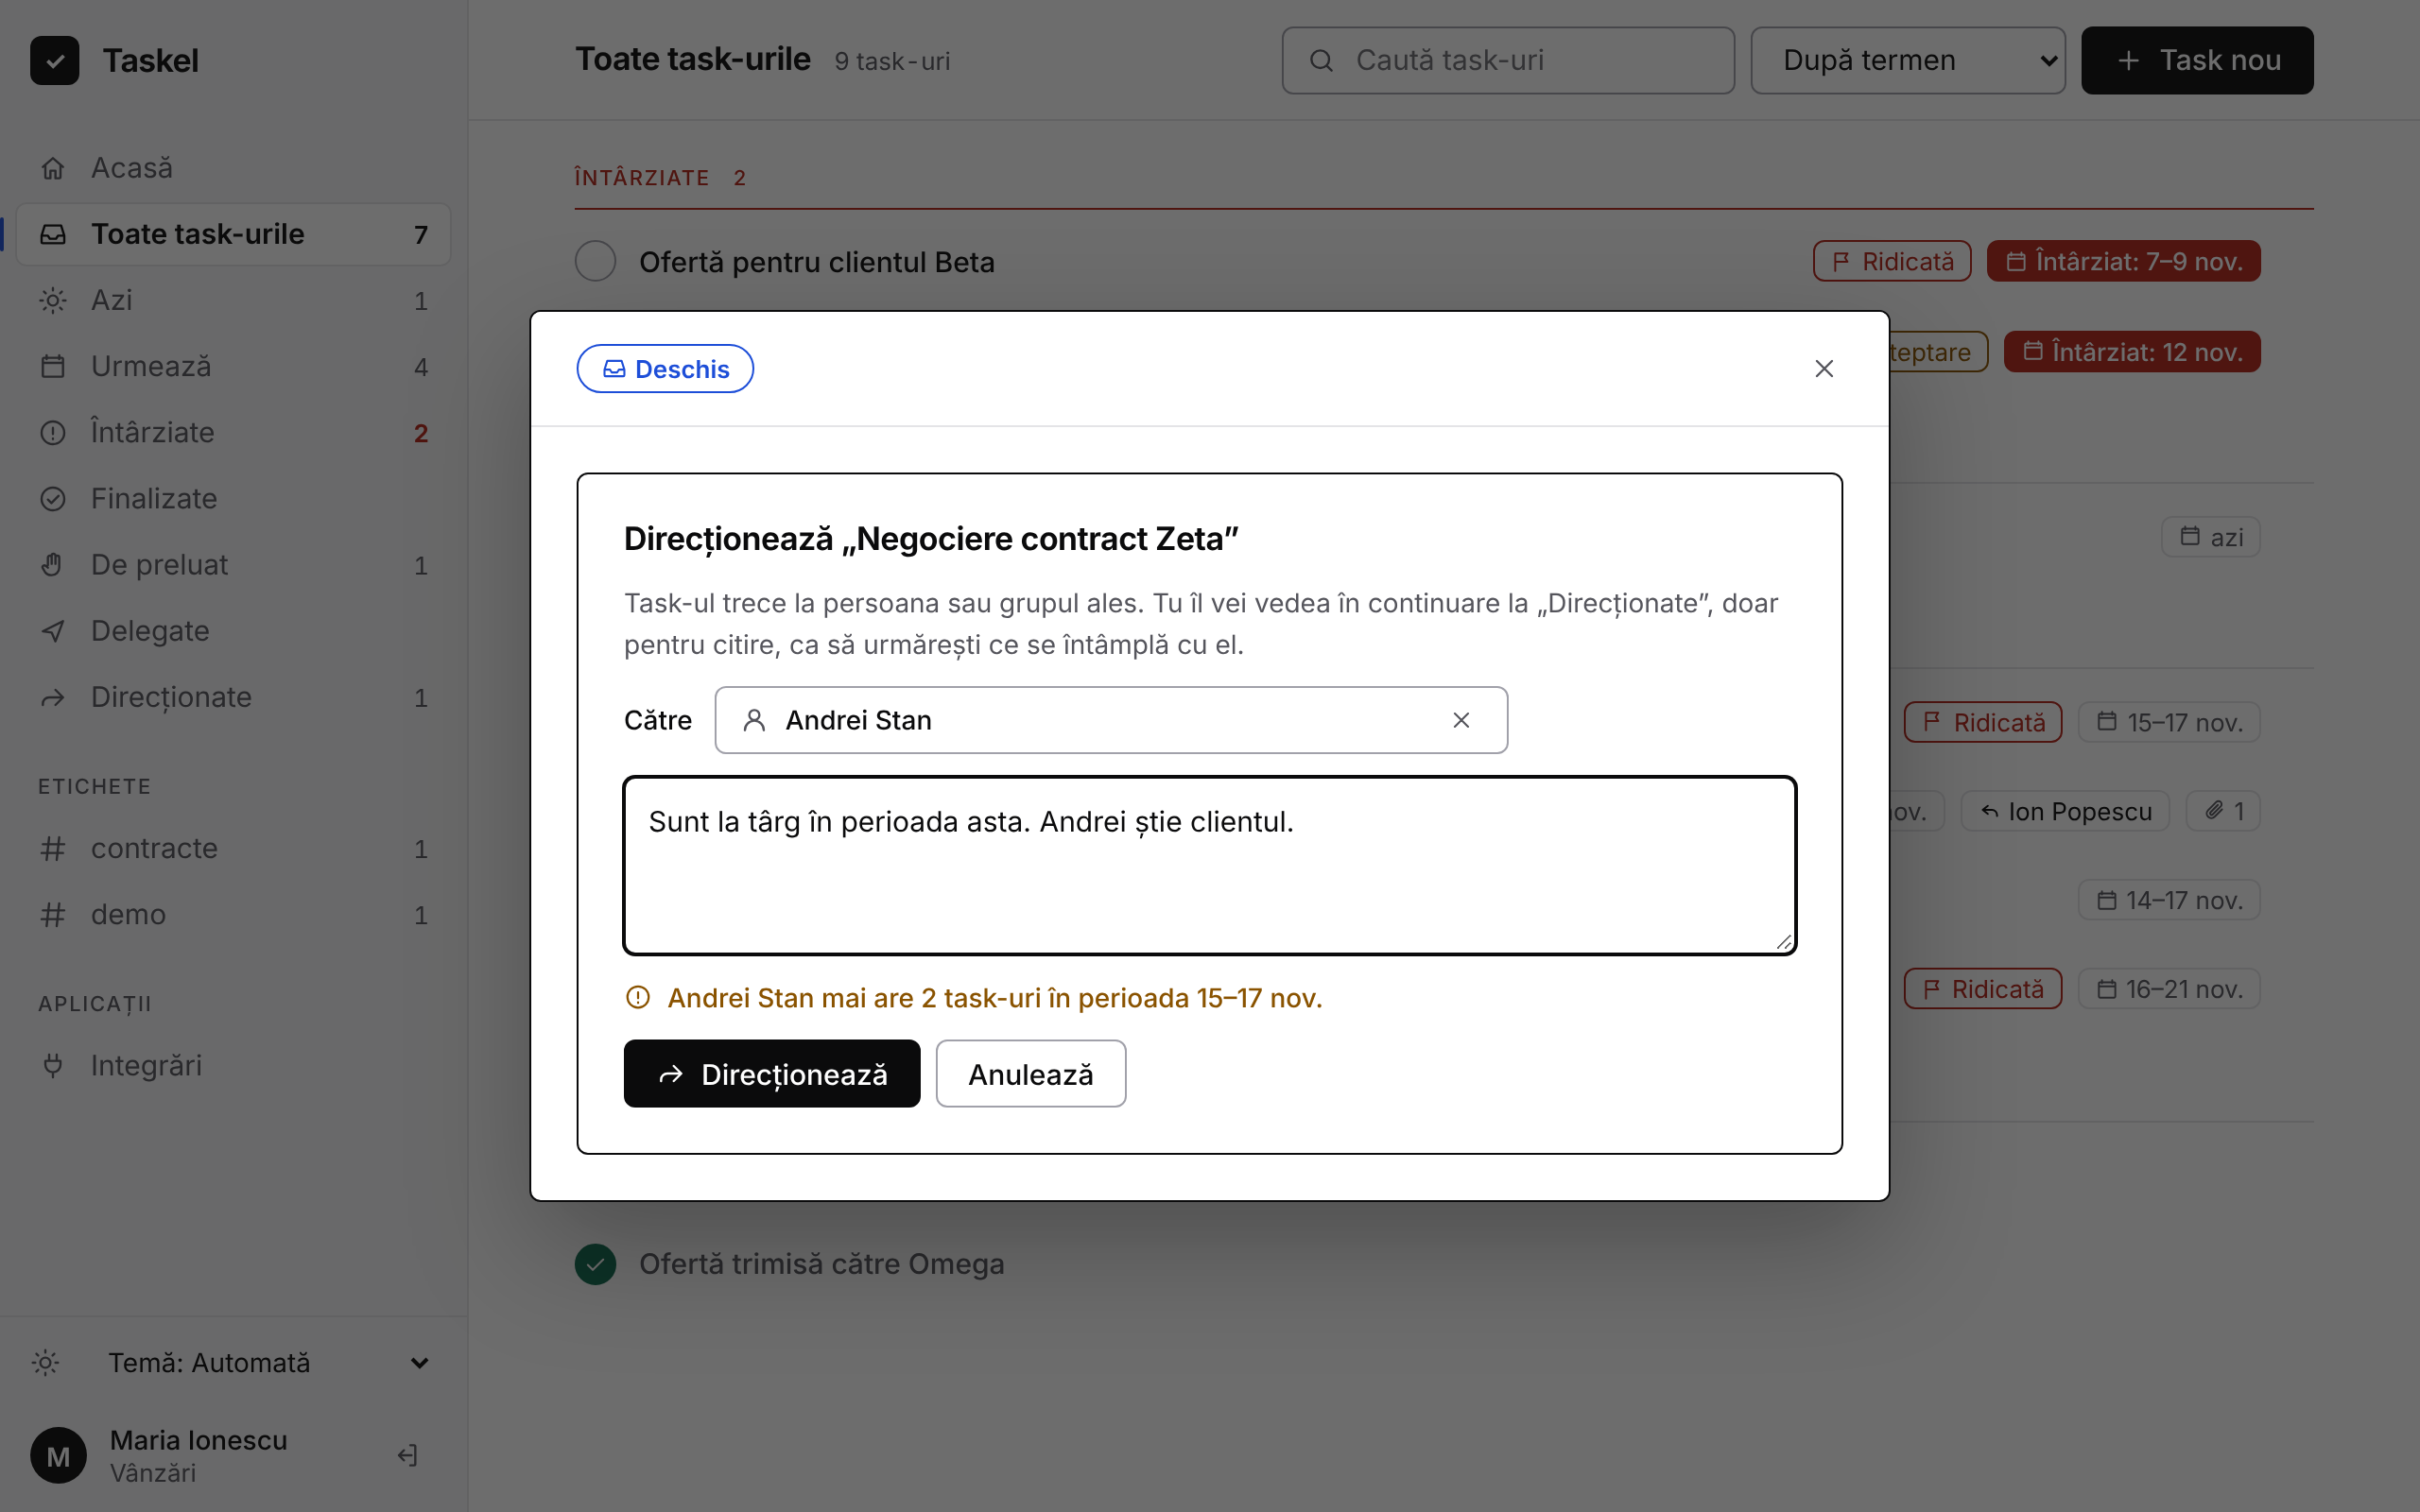 Taskel
Acasă
Toate task-urile 7
Azi 1
Urmează 4
Întârziate 2
Finalizate
De preluat 1
Delegate
Direcționate 1
ETICHETE
contracte 1
demo 1
APLICAȚII
Integrări
Temă: Automată
M
Maria Ionescu
Vânzări
Toate task-urile 9 task-uri
Caută task-uri
După termen
Task nou
ÎNTÂRZIATE 2
Ofertă pentru clientul Beta
Ridicată
Întârziat: 7–9 nov.
Întârziat: 12 nov.
azi
Ridicată
15–17 nov.
Ion Popescu
1
14–17 nov.
Ridicată
16–21 nov.
Ofertă trimisă către Omega
Deschis
Direcționează „Negociere contract Zeta”
Task-ul trece la persoana sau grupul ales. Tu îl vei vedea în continuare la „Direcționate”, doar
pentru citire, ca să urmărești ce se întâmplă cu el.
Către
Andrei Stan
Sunt la târg în perioada asta. Andrei știe clientul.
Andrei Stan mai are 2 task-uri în perioada 15–17 nov.
Direcționează
Anulează